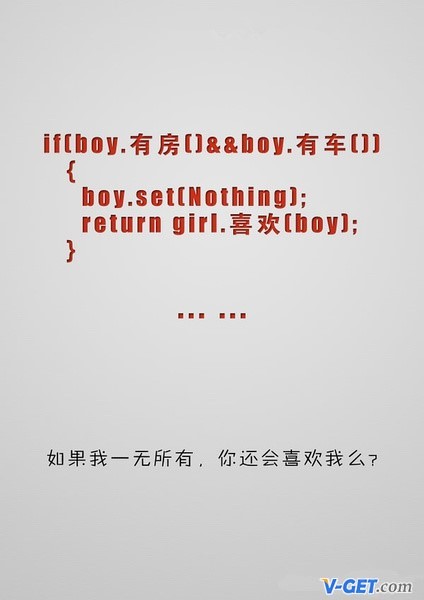 if(boy.有房()&&boy.有车())
{
boy.set(Nothing);
return girl.喜欢(boy);
}
... ...
如果我一无所有，你还会喜欢我么？
V-GET.com